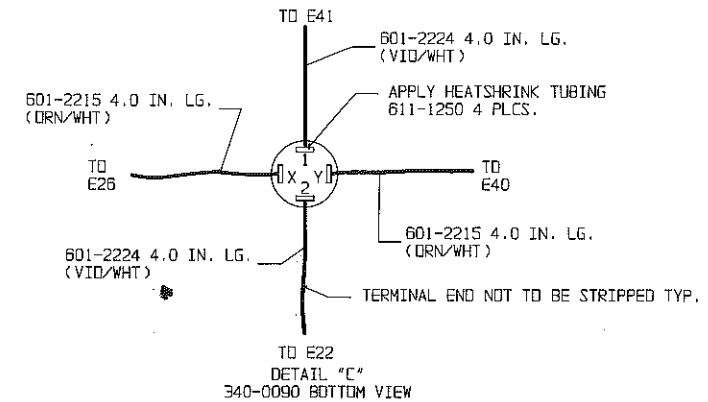 TO E41
601-2224 4.0 IN. LG.
(VIO/WHT)
APPLY HEATSHRINK TUBING
611-1250 4 PLCS.
601-2215 4.0 IN. LG.
(ORN/WHT)
TO
E26
1
X Y
2
TO
E40
601-2215 4.0 IN. LG.
(ORN/WHT)
601-2224 4.0 IN. LG.
(VIO/WHT)
TERMINAL END NOT TO BE STRIPPED TYP.
TO E22
DETAIL "C"
340-0090 BOTTOM VIEW